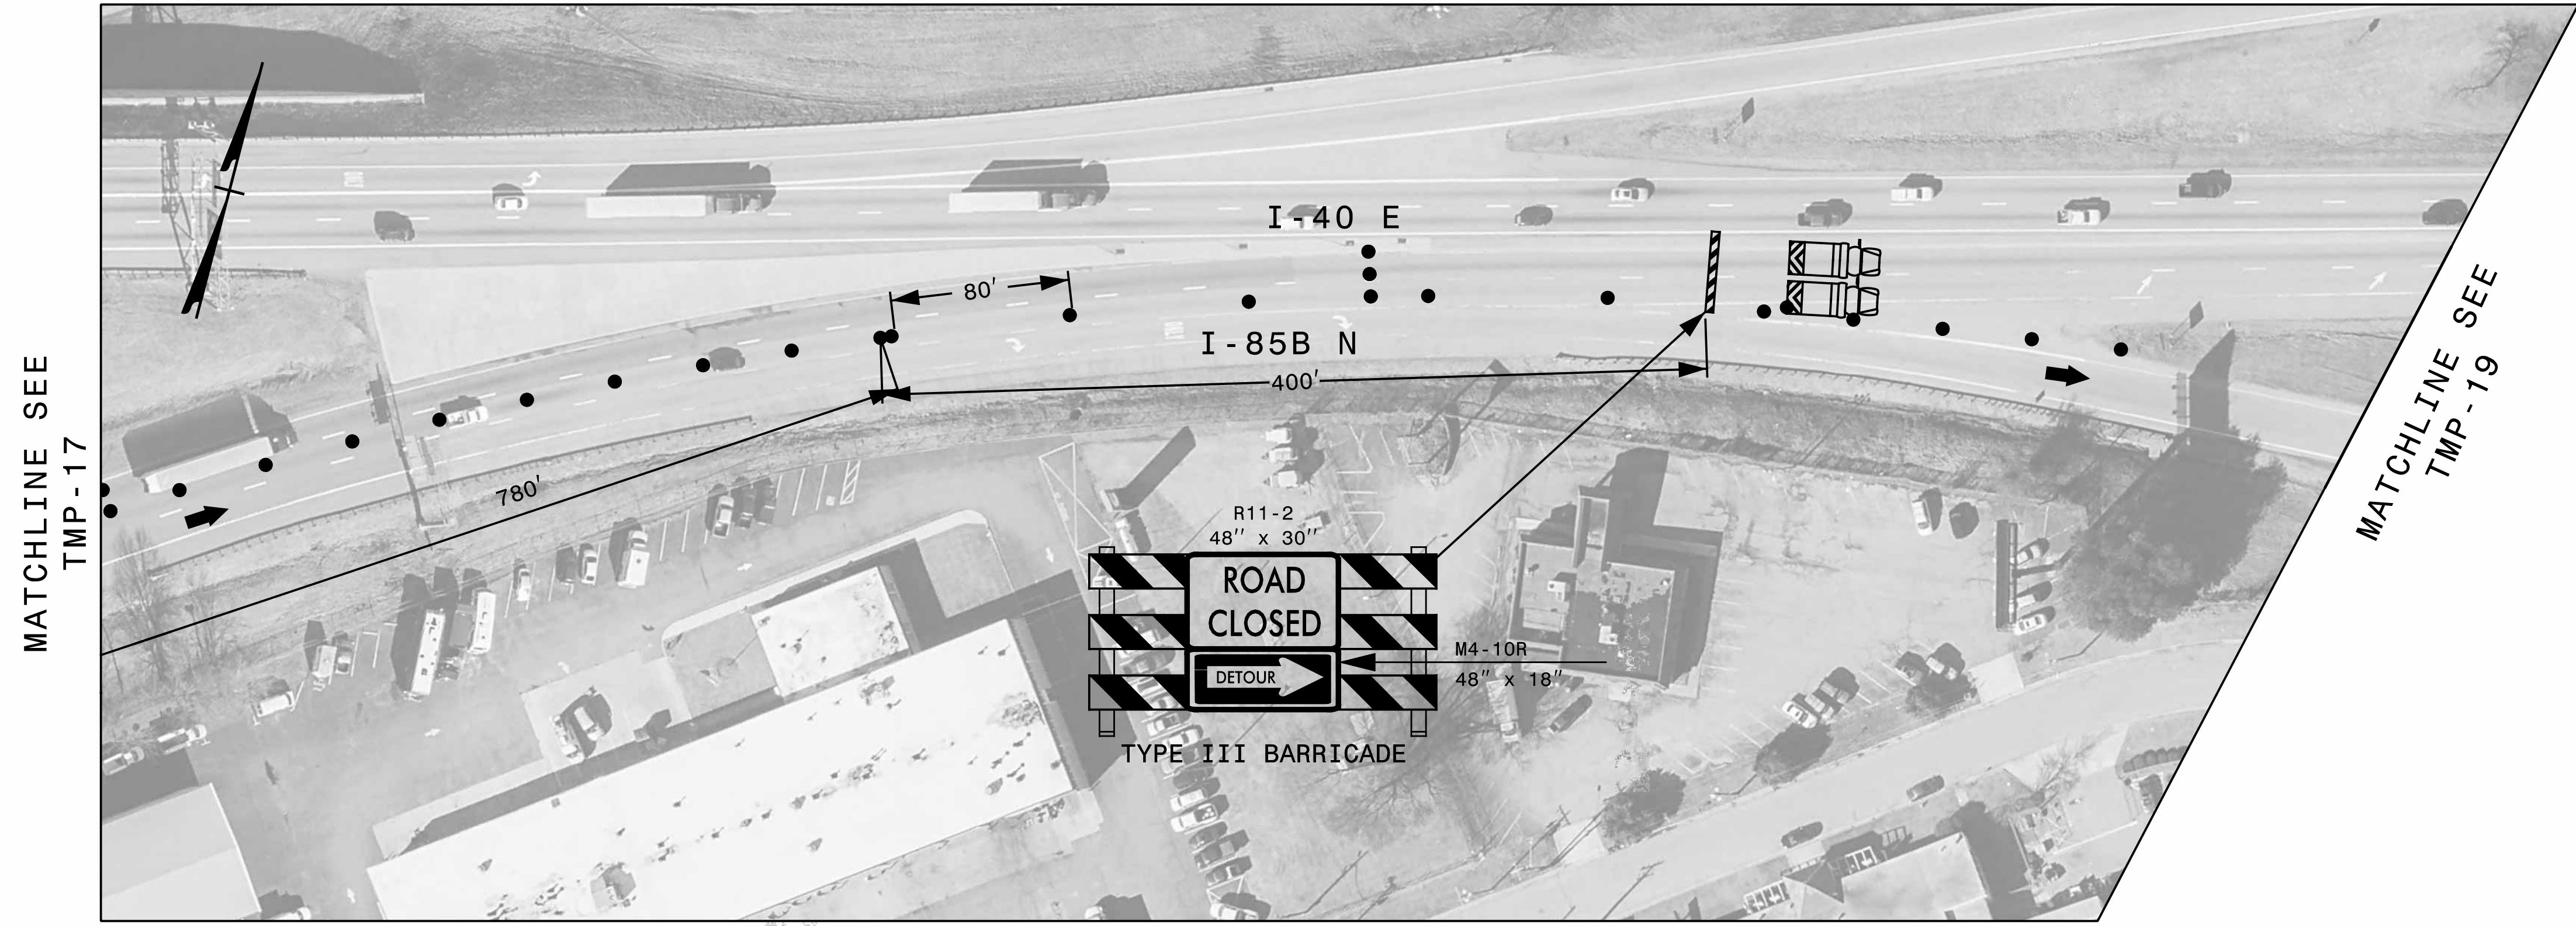 MATCHLINE SEE
TMP-17
I-40 E
80'
I-85B N
400'
780'
R11-2
48" x 30"
ROAD
CLOSED
DETOUR
M4-10R
48" x 18"
TYPE III BARRICADE
MATCHLINE SEE
TMP-19